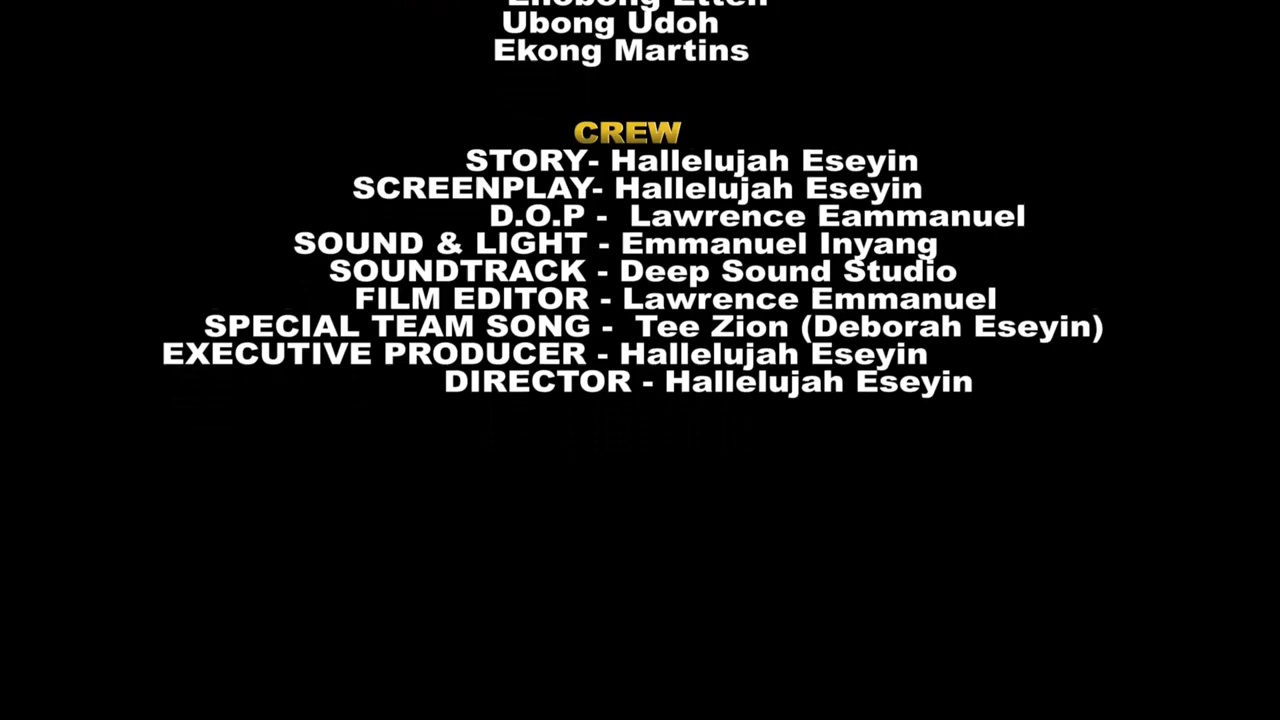 Ubong Udoh
Ekong Martins
CREW
STORY- Hallelujah Eseyin
SCREENPLAY- Hallelujah Eseyin
D.O.P - Lawrence Eammanuel
SOUND & LIGHT - Emmanuel Inyang
SOUNDTRACK - Deep Sound Studio
FILM EDITOR - Lawrence Emmanuel
SPECIAL TEAM SONG - Tee Zion (Deborah Eseyin)
EXECUTIVE PRODUCER - Hallelujah Eseyin
DIRECTOR - Hallelujah Eseyin